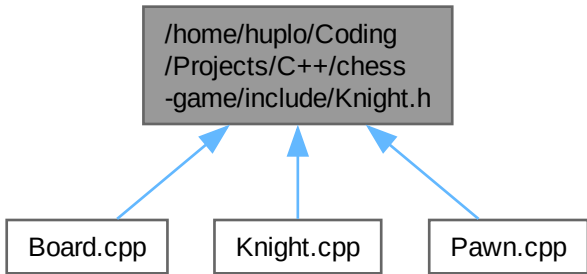 /home/huplo/Coding
/Projects/C++/chess
-game/include/Knight.h
Board.cpp
Knight.cpp
Pawn.cpp